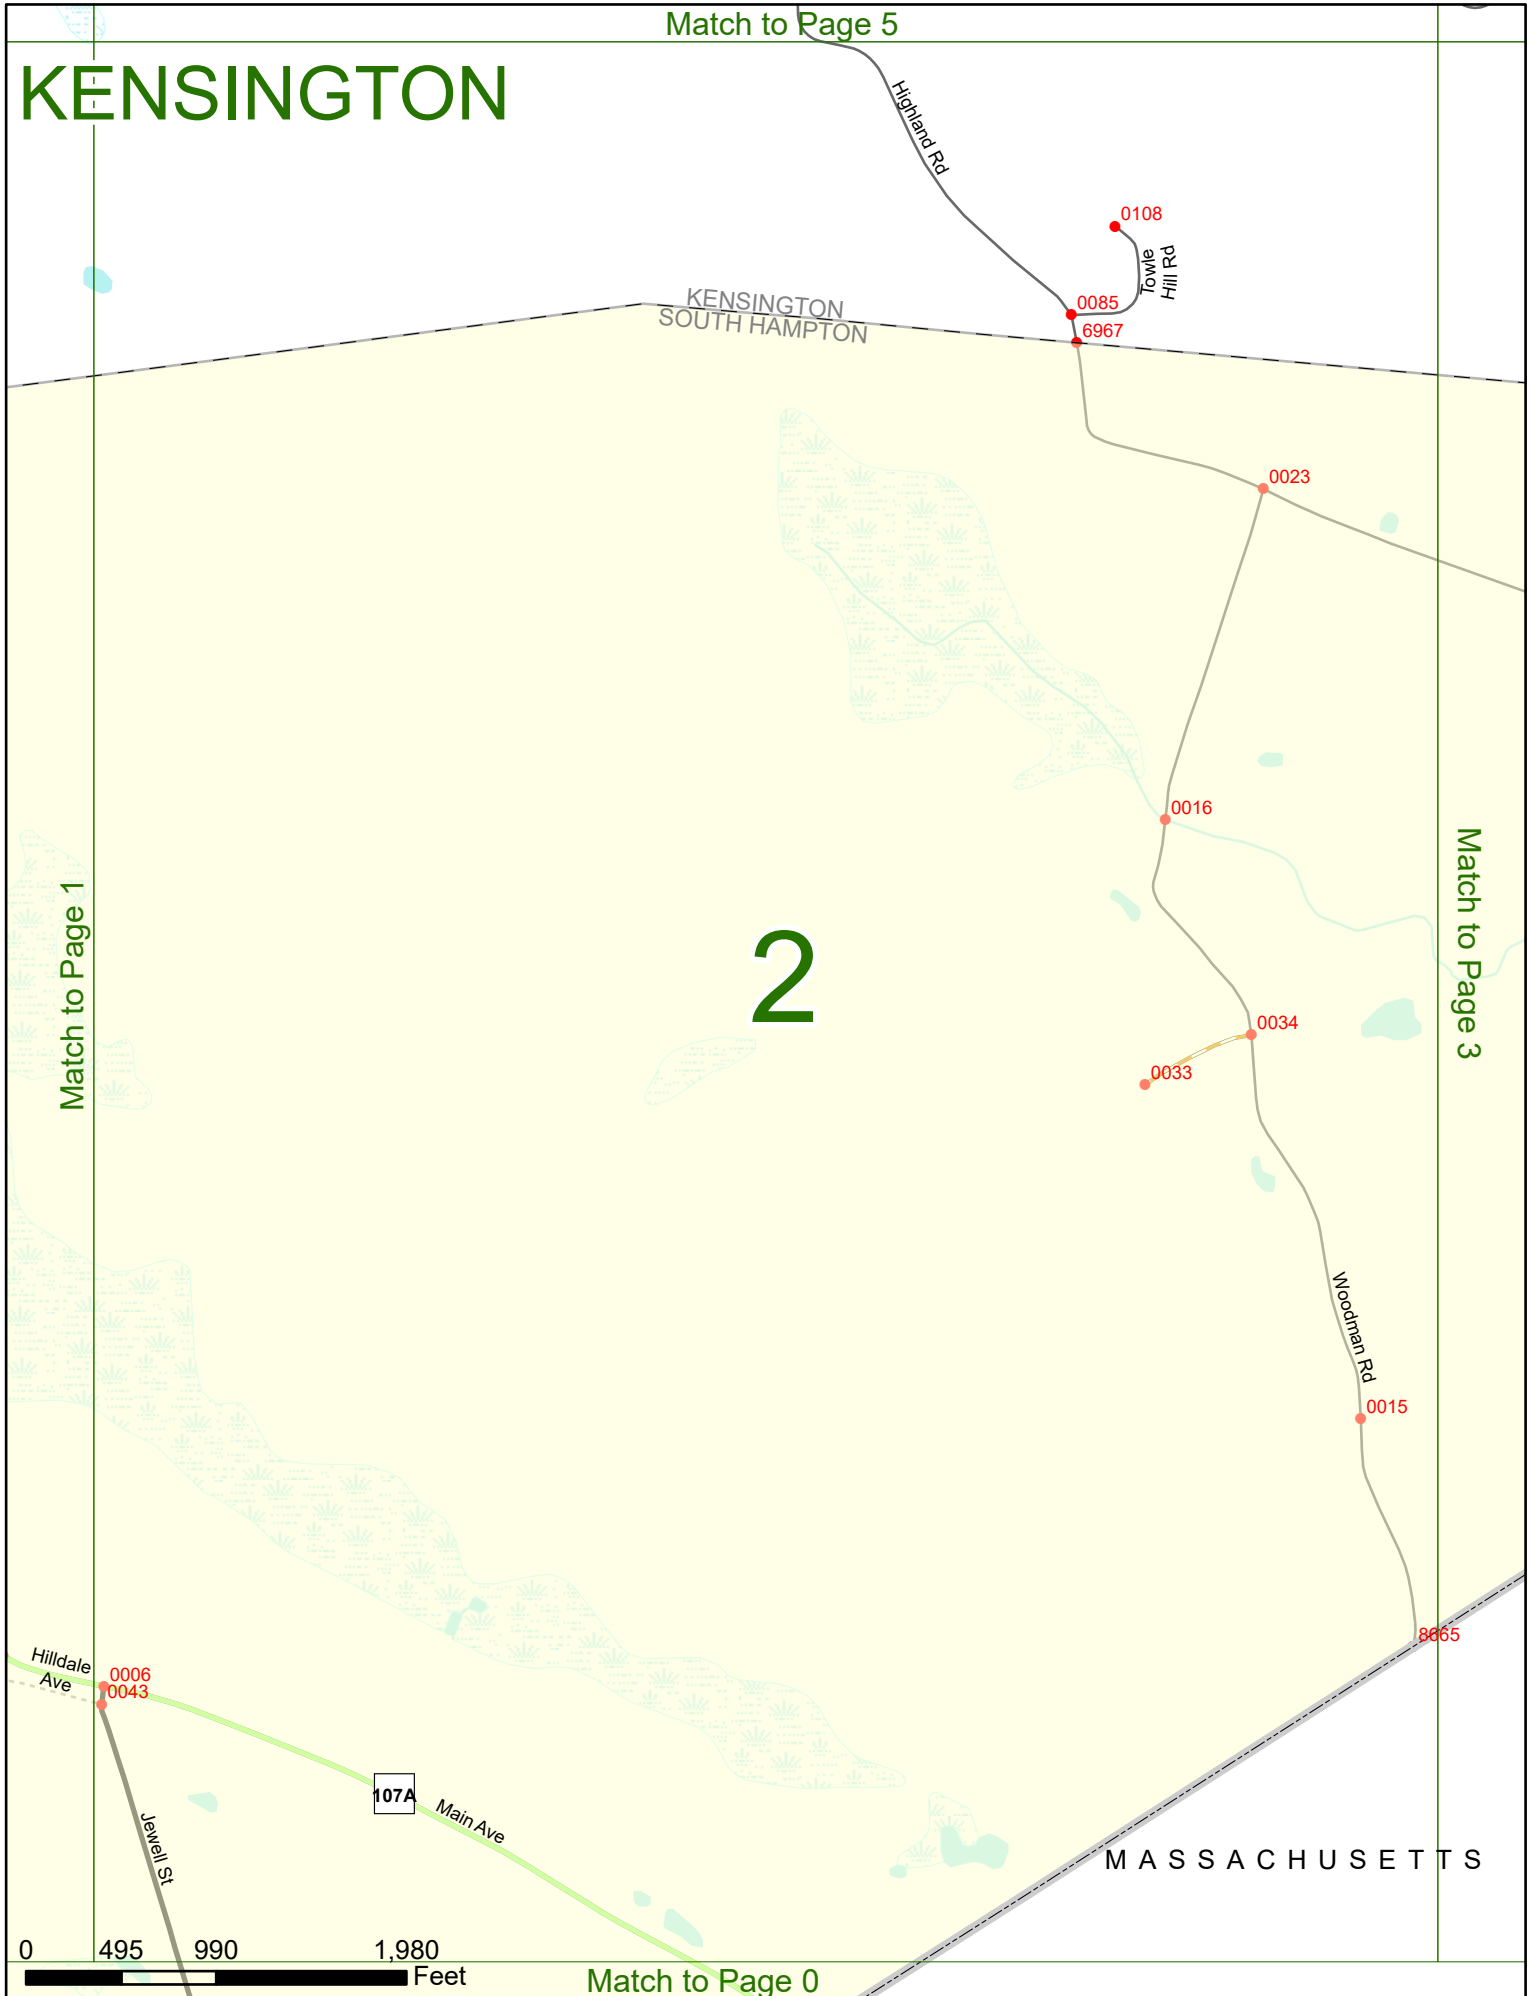 Match to Page 5
KENSINGTON
Highland Rd
0108
Towle
Hill Rd
0085
6967
KENSINGTON
SOUTH HAMPTON
0023
0016
Match to Page 1
2
Match to Page 3
0034
0033
Woodman Rd
0015
8665
Hilldale
Ave
0006
0043
107A
Main Ave
Jewell St
MASSACHUSETTS
0 495 990 1,980
Feet
Match to Page 0